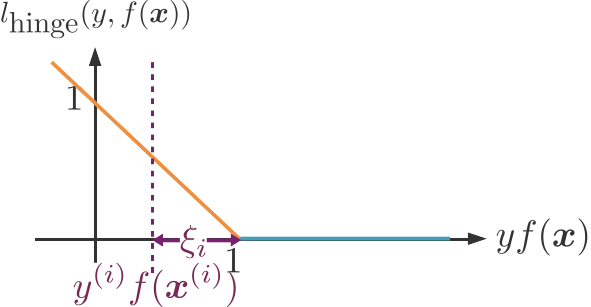 l_hinge(y, f(x))
1
yf(x)
ξ_i
1
y^(i) f(x^(i))